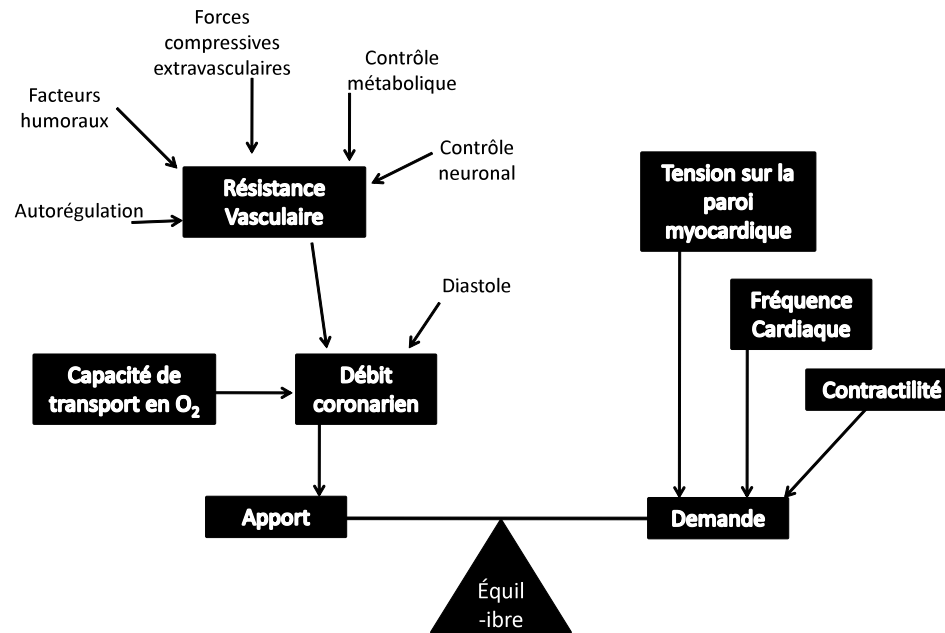 Forces
compressives
extravasculaires
Contrôle
métabolique
Facteurs
humoraux
Contrôle
neuronal
Résistance
Vasculaire
Autorégulation
Tension sur la
paroi
myocardique
Diastole
Fréquence
Cardiaque
Capacité de
transport en O₂
Débit
coronarien
Contractilité
Apport
Demande
Équil
-ibre